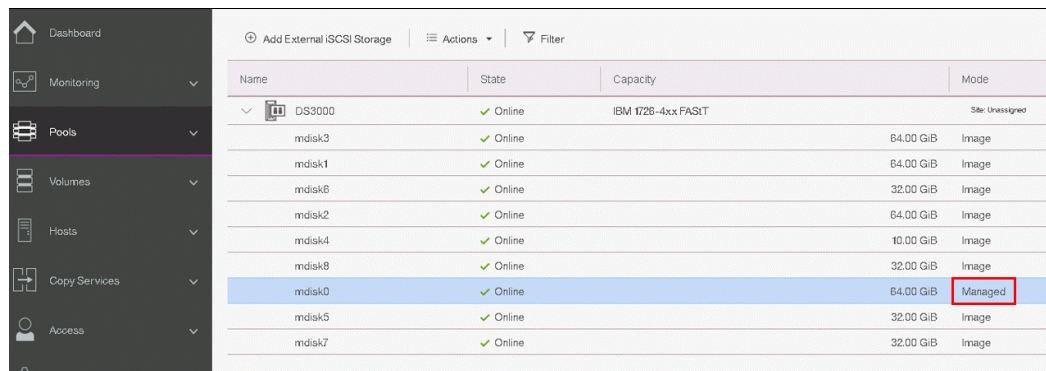 Dashboard
Monitoring
Pools
Volumes
Hosts
Copy Services
Access
Add External iSCSI Storage Actions Filter
Name State Capacity Mode
DS3000 Online IBM 1726-4xx FAStT Site: Unassigned
mdisk3 Online 64.00 GiB Image
mdisk1 Online 64.00 GiB Image
mdisk6 Online 32.00 GiB Image
mdisk2 Online 64.00 GiB Image
mdisk4 Online 10.00 GiB Image
mdisk8 Online 32.00 GiB Image
mdisk0 Online 64.00 GiB Managed
mdisk5 Online 32.00 GiB Image
mdisk7 Online 32.00 GiB Image